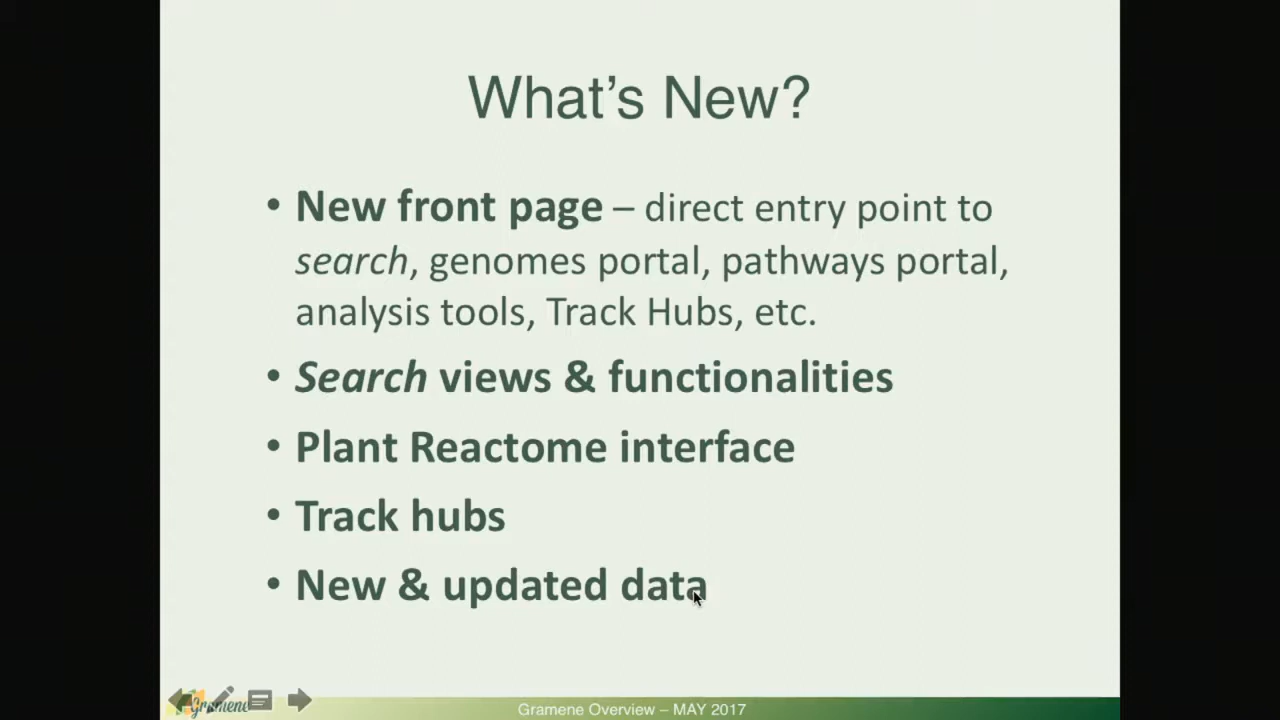 What's New?
• New front page – direct entry point to
search, genomes portal, pathways portal,
analysis tools, Track Hubs, etc.
• Search views & functionalities
• Plant Reactome interface
• Track hubs
• New & updated data
Gramene
Gramene Overview – MAY 2017